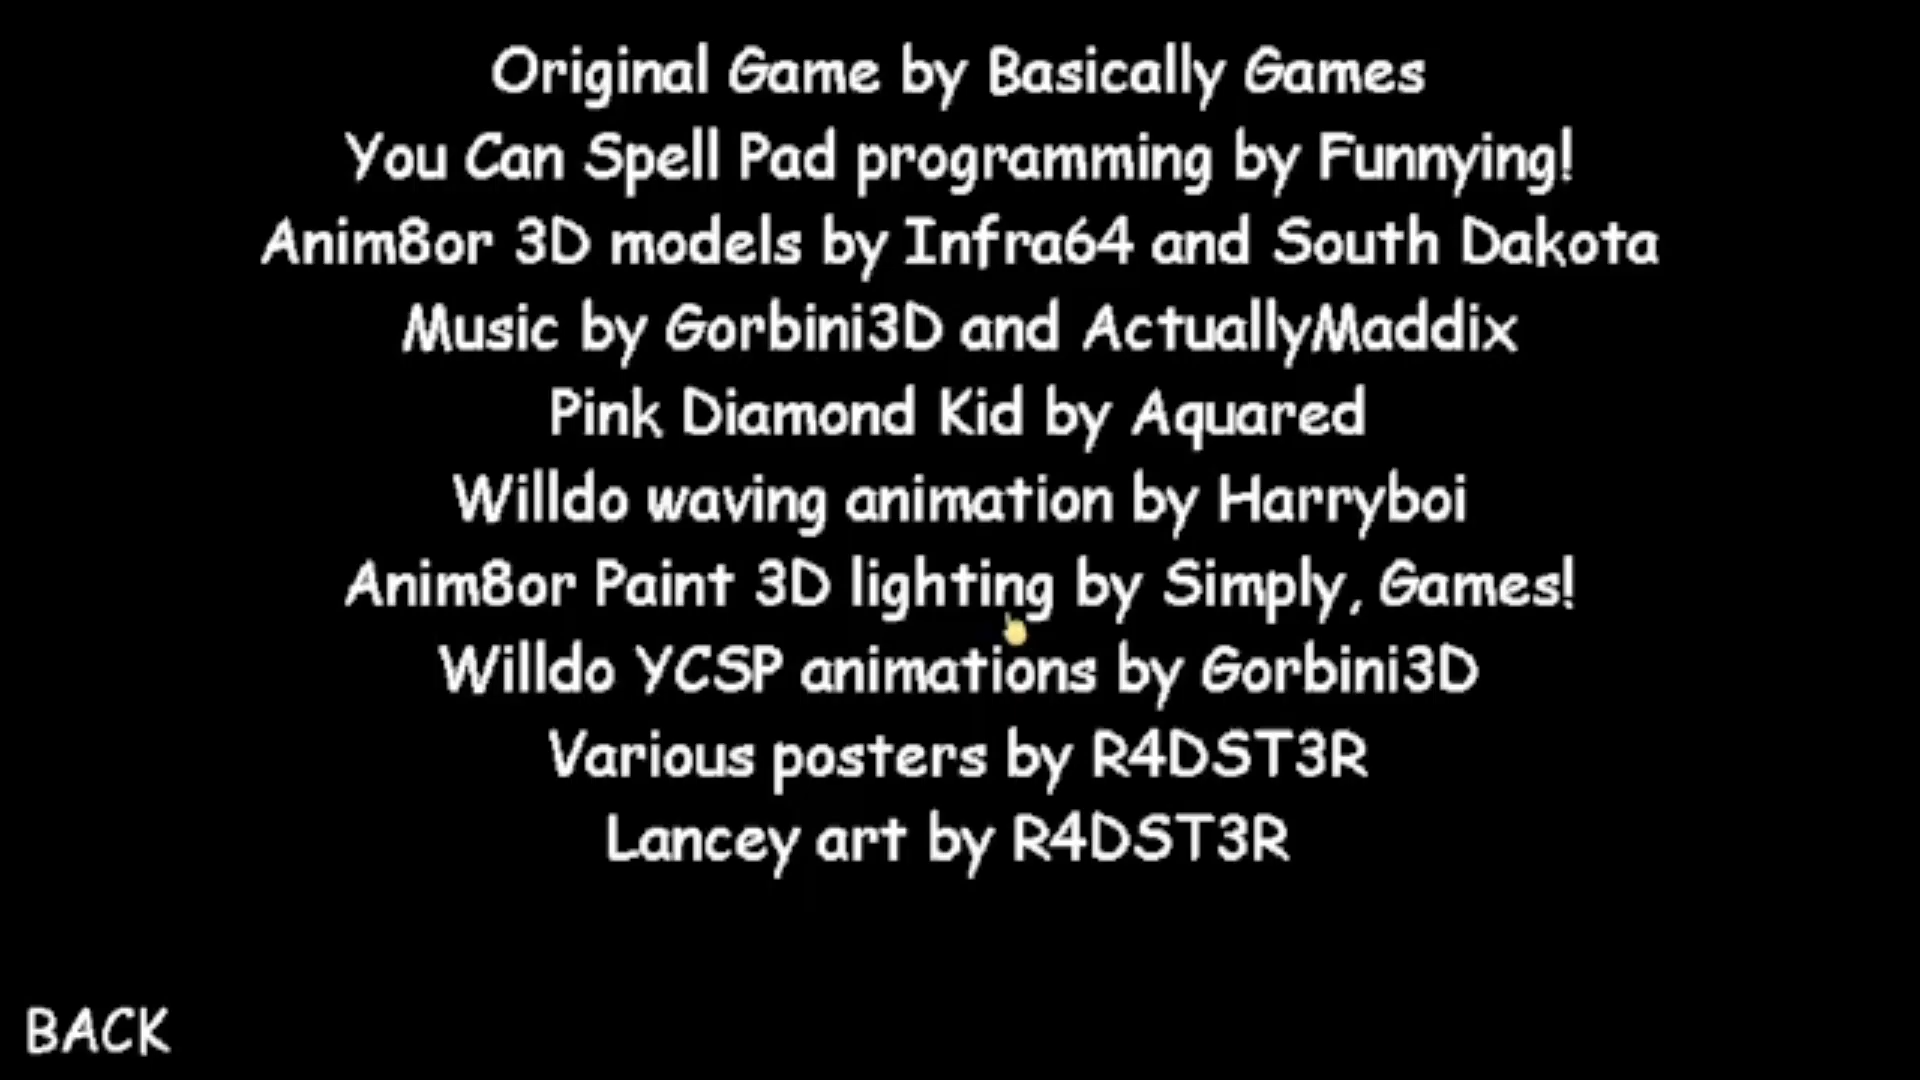 Original Game by Basically Games
You Can Spell Pad programming by Funnying!
Anim8or 3D models by Infra64 and South Dakota
Music by Gorbini3D and ActuallyMaddix
Pink Diamond Kid by Aquared
Willdo waving animation by Harryboi
Anim8or Paint 3D lighting by Simply, Games!
Willdo YCSP animations by Gorbini3D
Various posters by R4DST3R
Lancey art by R4DST3R
BACK